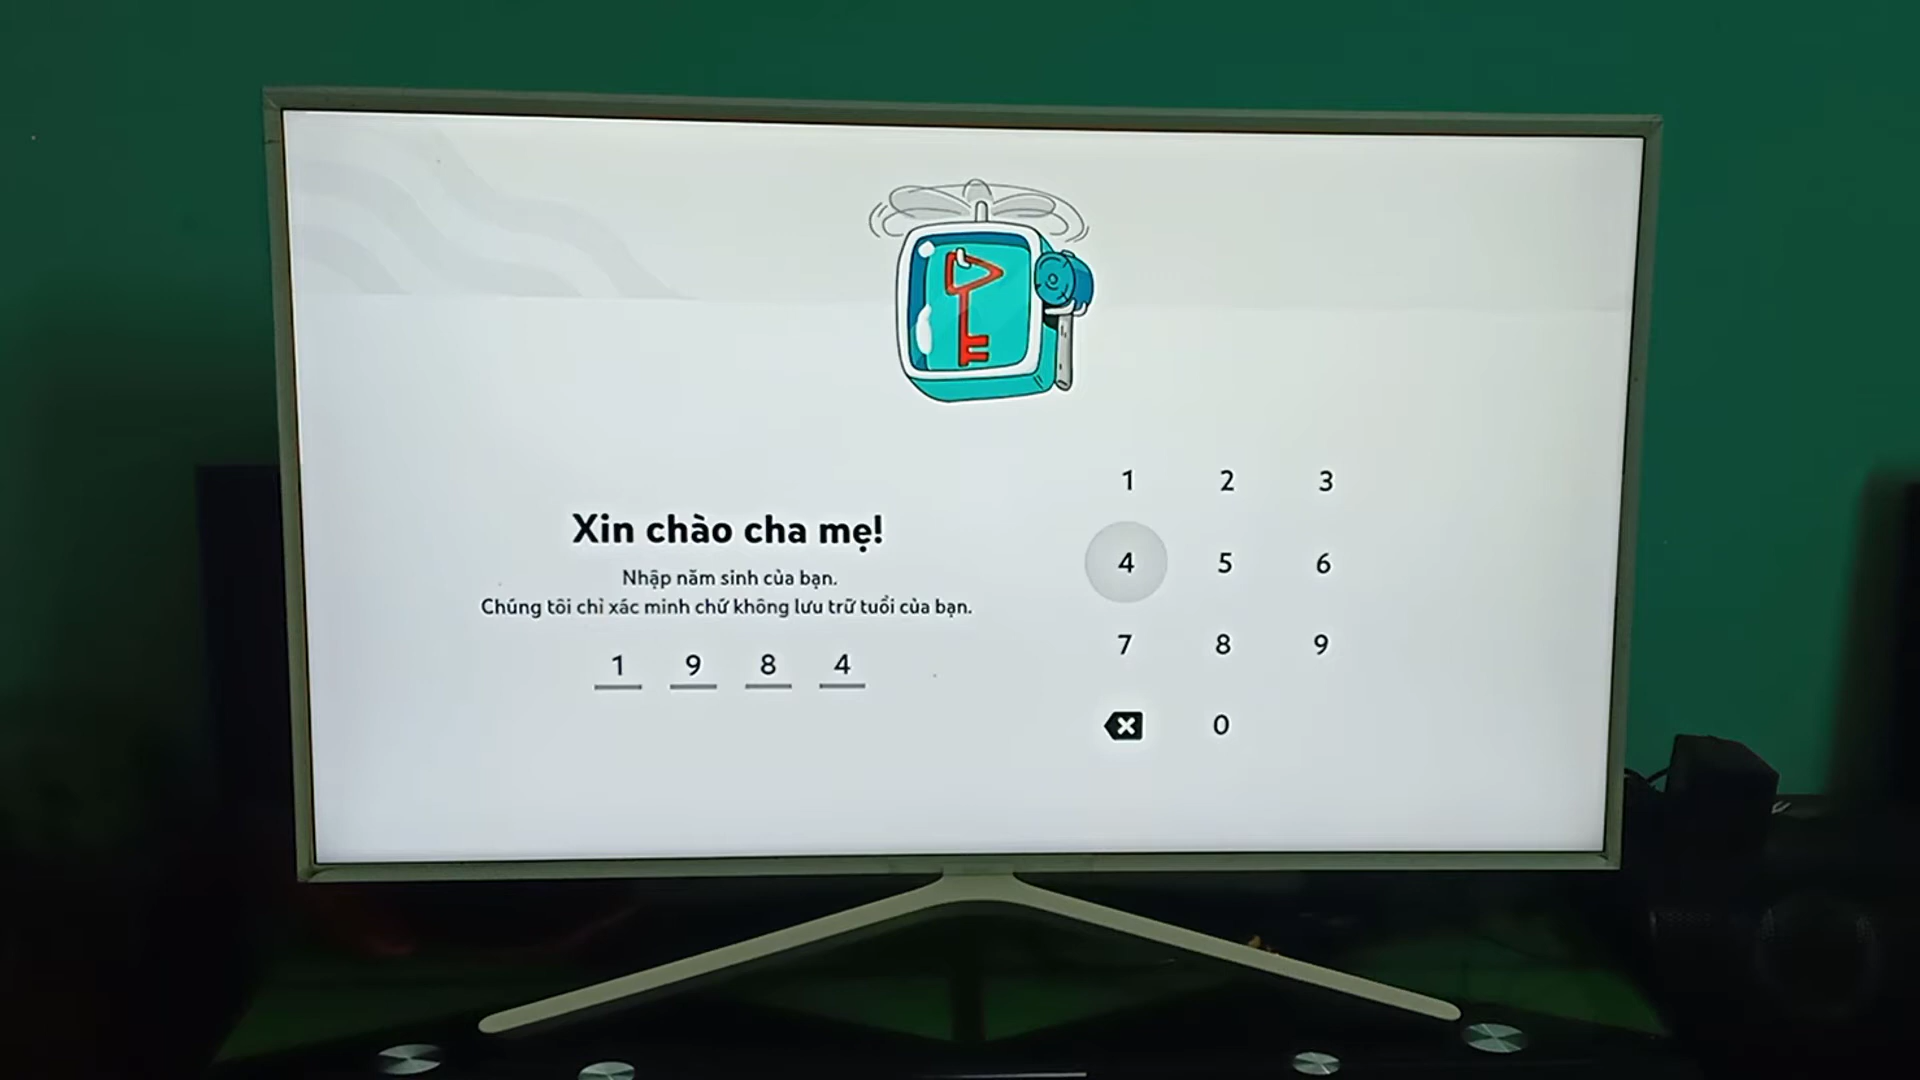 Xin chào cha mẹ!
Nhập năm sinh của bạn.
Chúng tôi chỉ xác minh chứ không lưu trữ tuổi của bạn.
1 9 8 4
1 2 3
4 5 6
7 8 9
0